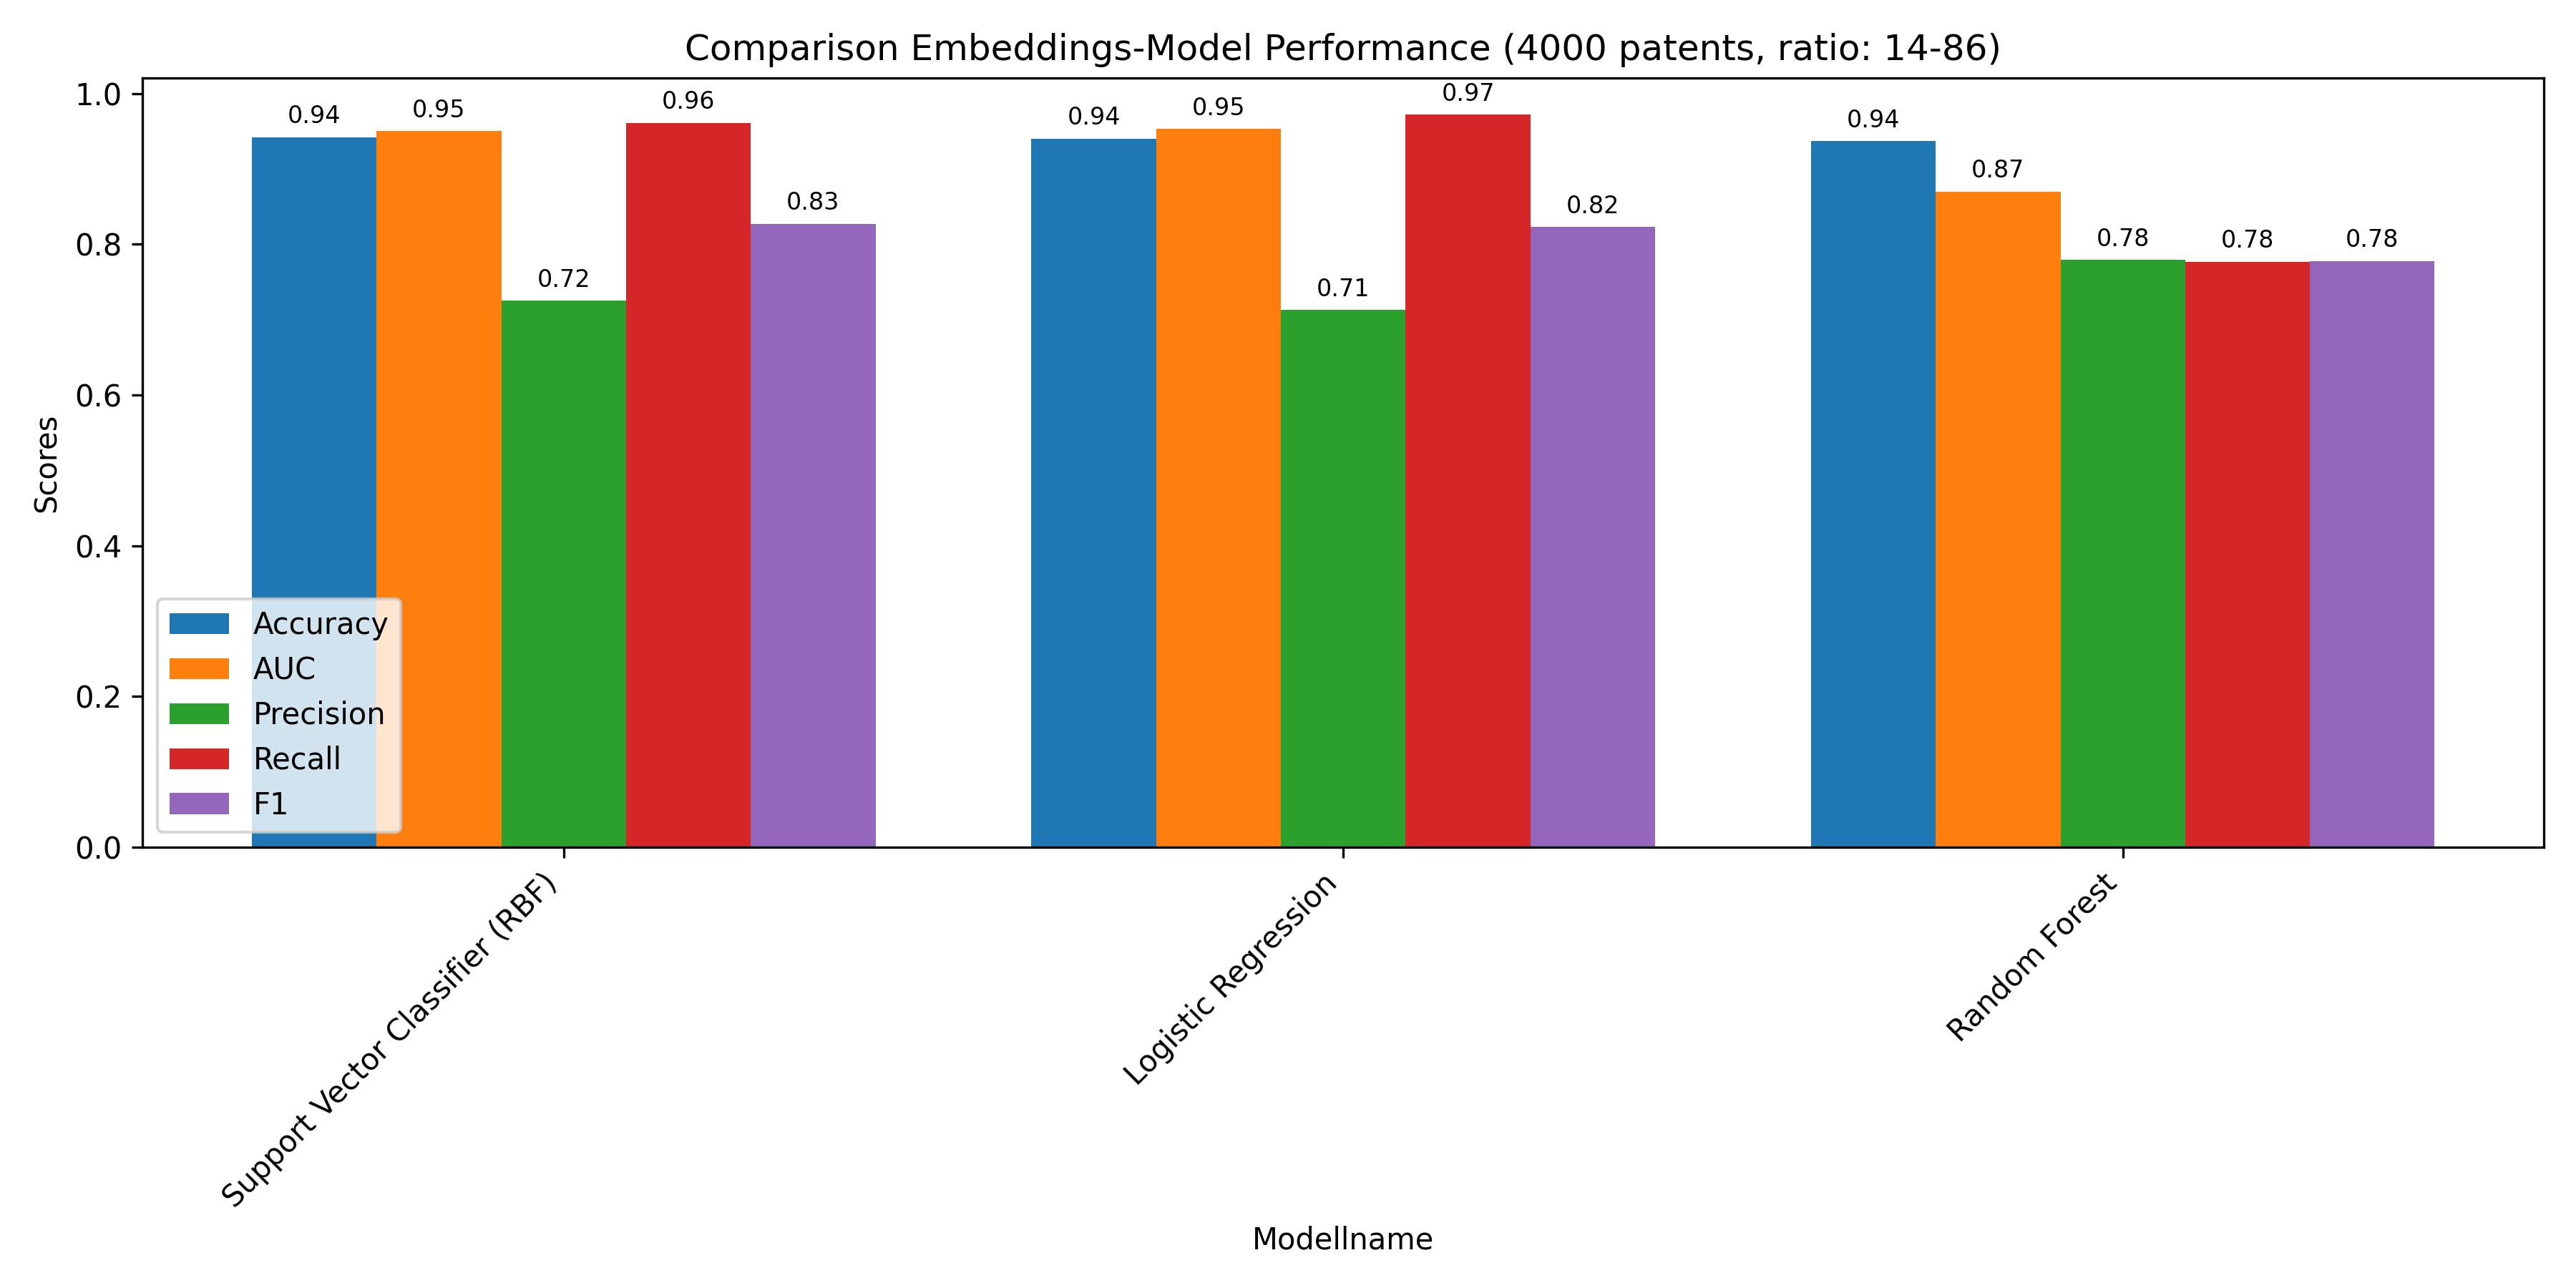 Comparison Embeddings-Model Performance (4000 patents, ratio: 14-86)
Scores
1.0
0.8
0.6
0.4
0.2
0.0
0.94
0.95
0.72
0.96
0.83
0.94
0.95
0.71
0.97
0.82
0.94
0.87
0.78
0.78
0.78
Accuracy
AUC
Precision
Recall
F1
Support Vector Classifier (RBF)
Logistic Regression
Random Forest
Modellname